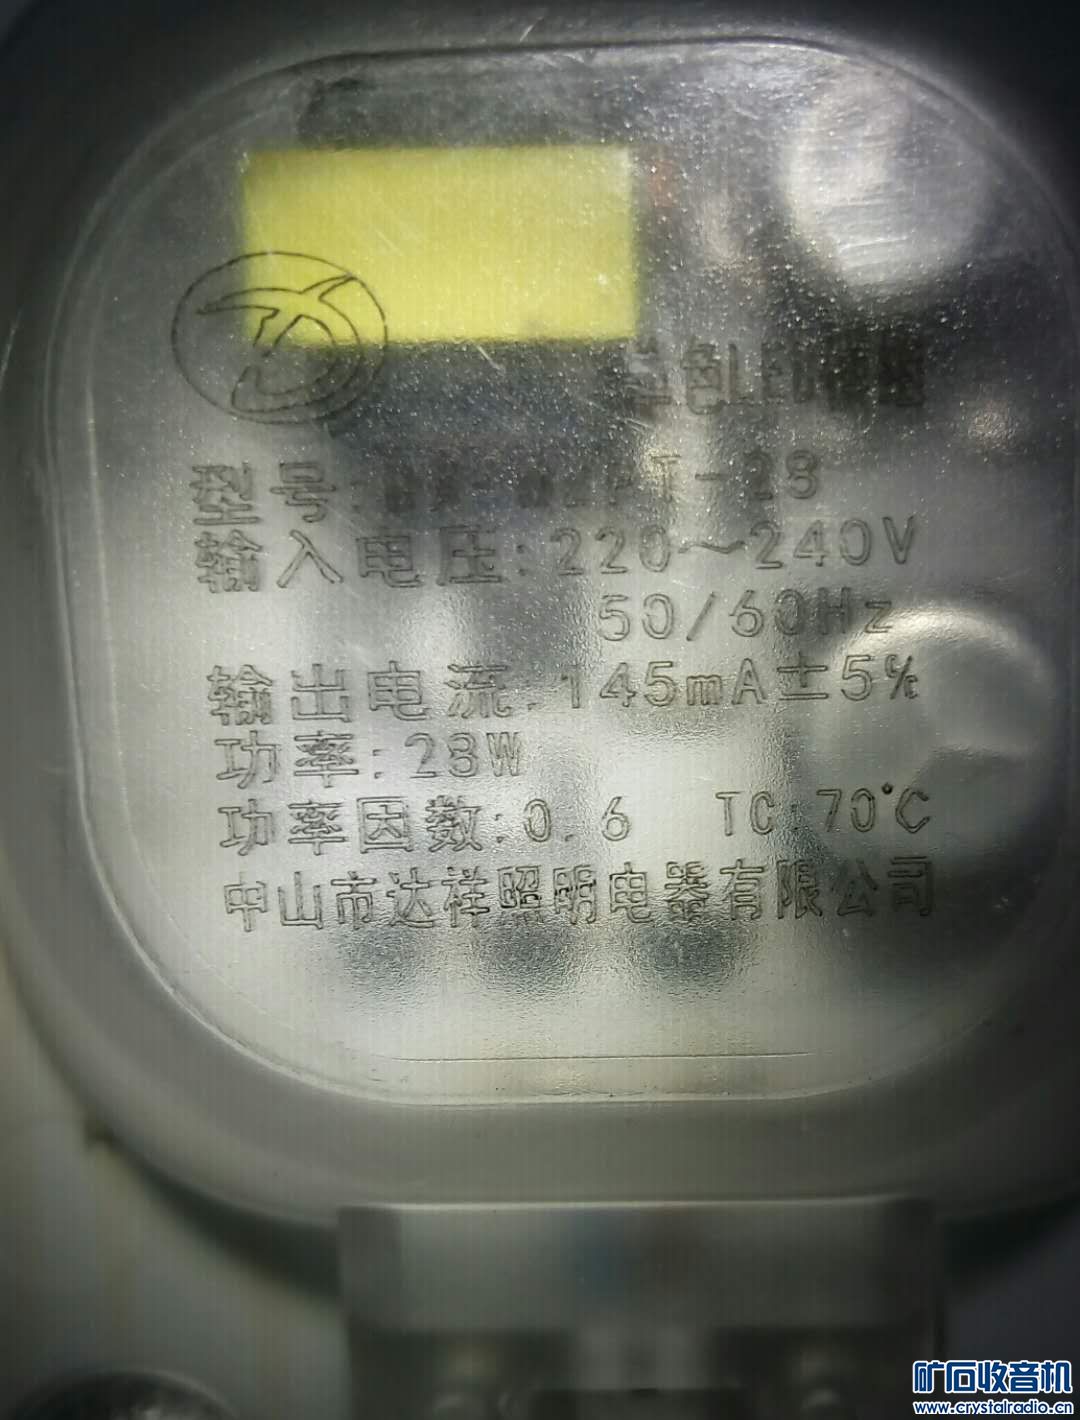 LED
型号: -28
输入电压:220～240V
50/60Hz
输出电流:145mA±5%
功率:28W
功率因数:0.6 TC:70°C
中山市达祥照明电器有限公司
矿石收音机
www.crystalradio.cn